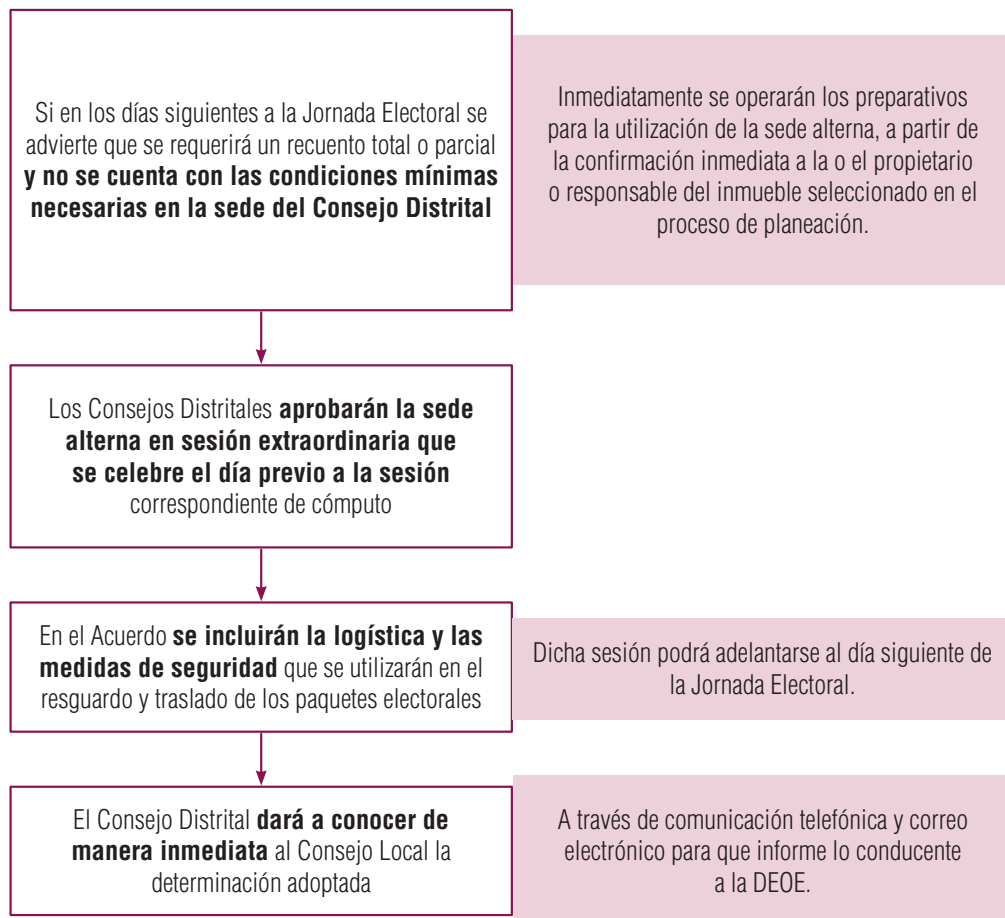 Si en los días siguientes a la Jornada Electoral se
advierte que se requerirá un recuento total o parcial
y no se cuenta con las condiciones mínimas
necesarias en la sede del Consejo Distrital
Inmediatamente se operarán los preparativos
para la utilización de la sede alterna, a partir de
la confirmación inmediata a la o el propietario
o responsable del inmueble seleccionado en el
proceso de planeación.
Los Consejos Distritales aprobarán la sede
alterna en sesión extraordinaria que
se celebre el día previo a la sesión
correspondiente de cómputo
En el Acuerdo se incluirán la logística y las
medidas de seguridad que se utilizarán en el
resguardo y traslado de los paquetes electorales
Dicha sesión podrá adelantarse al día siguiente de
la Jornada Electoral.
El Consejo Distrital dará a conocer de
manera inmediata al Consejo Local la
determinación adoptada
A través de comunicación telefónica y correo
electrónico para que informe lo conducente
a la DEOE.